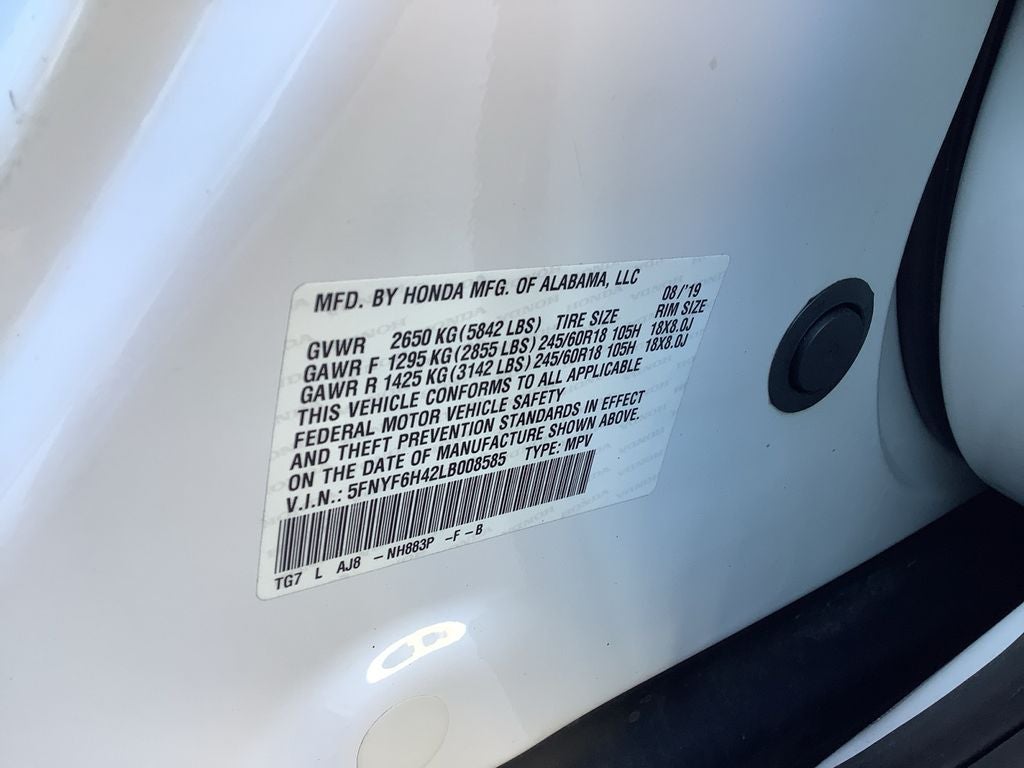 MFD. BY HONDA MFG. OF ALABAMA, LLC
08/'19
GVWR 2650 KG(5842 LBS) TIRE SIZE RIM SIZE
GAWR F 1295 KG(2855 LBS) 245/60R18 105H 18X8.0J
GAWR R 1425 KG(3142 LBS) 245/60R18 105H 18X8.0J
THIS VEHICLE CONFORMS TO ALL APPLICABLE
FEDERAL MOTOR VEHICLE SAFETY
AND THEFT PREVENTION STANDARDS IN EFFECT
ON THE DATE OF MANUFACTURE SHOWN ABOVE.
V.I.N.: 5FNYF6H42LB008585 TYPE: MPV
TG7 L AJ8 -NH883P -F-B